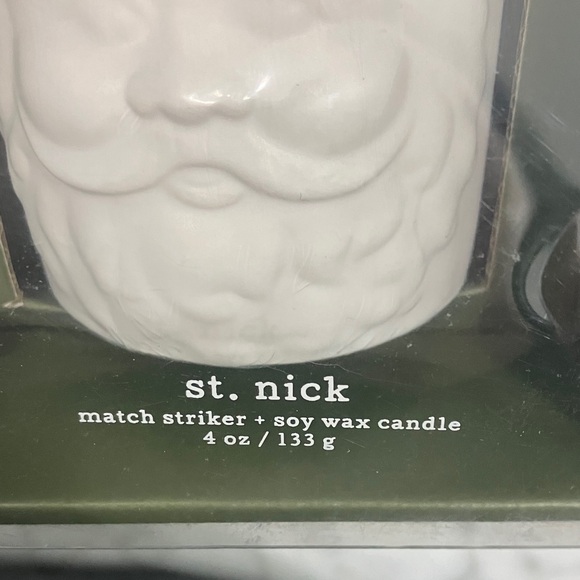 st. nick
match striker + soy wax candle
4 oz / 133 g